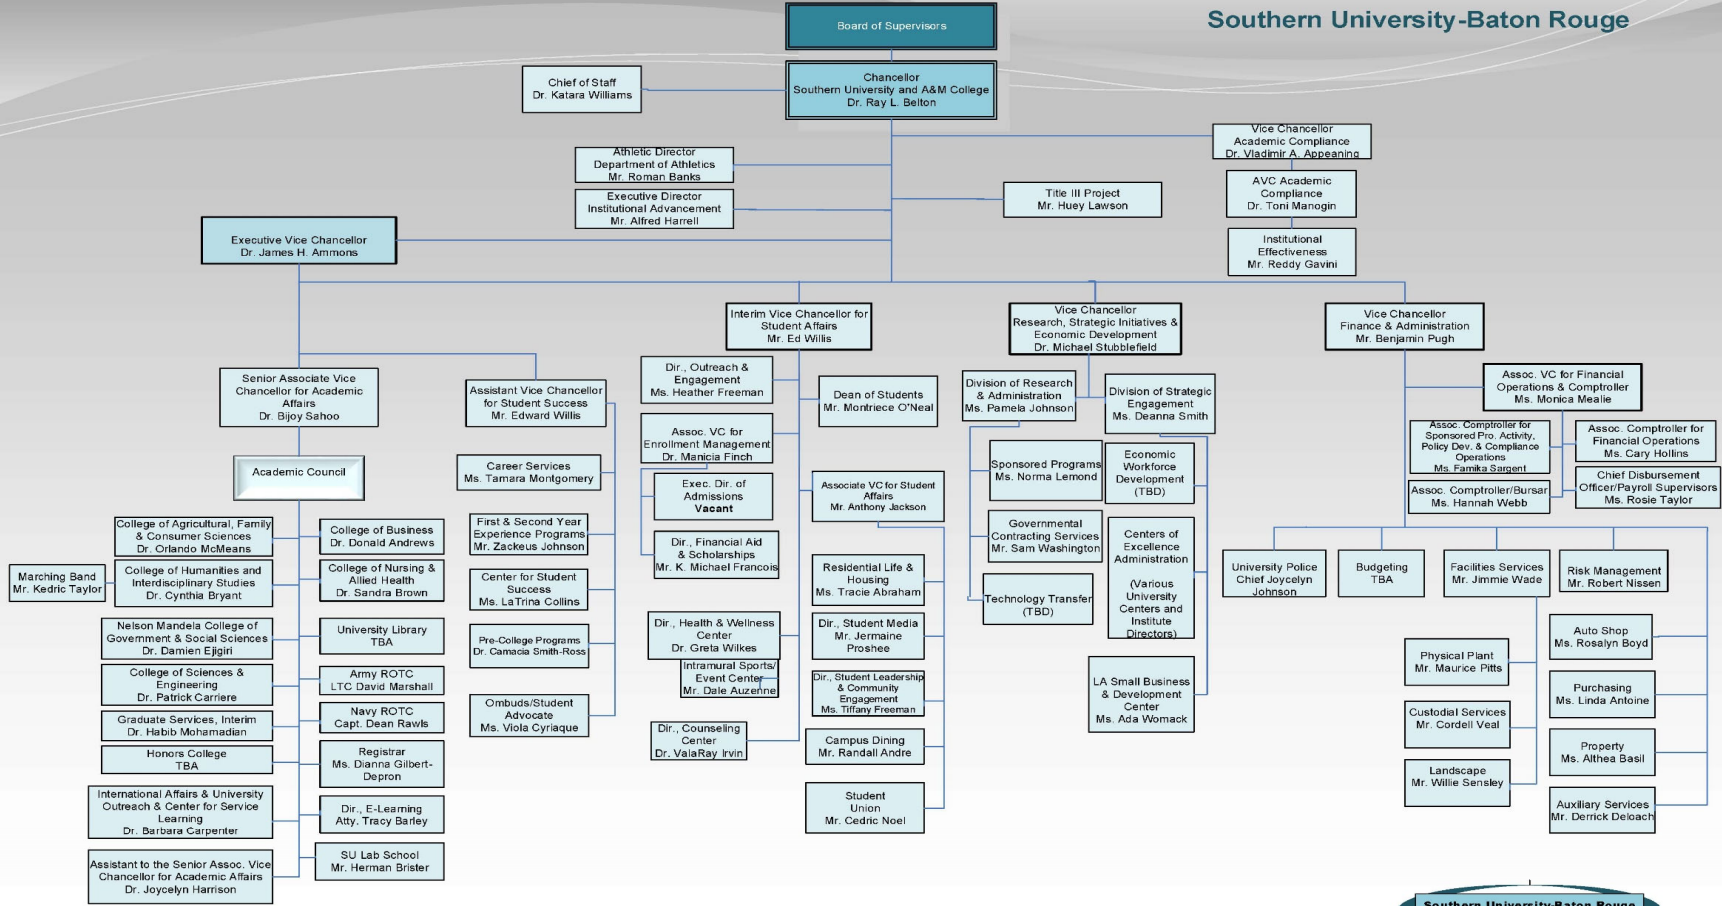 Southern University-Baton Rouge
Board of Supervisors
Chancellor
Southern University and A&M College
Dr. Ray L. Belton
Chief of Staff
Dr. Katara Williams
Vice Chancellor
Academic Compliance
Dr. Vladimir A. Appeaning
Athletic Director
Department of Athletics
Mr. Roman Banks
AVC Academic
Compliance
Dr. Toni Manogin
Title III Project
Mr. Huey Lawson
Executive Director
Institutional Advancement
Mr. Alfred Harrell
Executive Vice Chancellor
Dr. James H. Ammons
Institutional
Effectiveness
Mr. Reddy Gavini
Interim Vice Chancellor for
Student Affairs
Mr. Ed Willis
Vice Chancellor
Research, Strategic Initiatives &
Economic Development
Dr. Michael Stubblefield
Vice Chancellor
Finance & Administration
Mr. Benjamin Pugh
Senior Associate Vice
Chancellor for Academic
Affairs
Dr. Bijoy Sahoo
Academic Council
College of Agricultural, Family
& Consumer Sciences
Dr. Orlando McMeans
College of Business
Dr. Donald Andrews
Marching Band
Mr. Kedric Taylor
College of Humanities and
Interdisciplinary Studies
Dr. Cynthia Bryant
College of Nursing &
Allied Health
Dr. Sandra Brown
Nelson Mandela College of
Government & Social Sciences
Dr. Damien Ejigiri
University Library
TBA
College of Sciences &
Engineering
Dr. Patrick Carriere
Army ROTC
LTC David Marshall
Graduate Services, Interim
Dr. Habib Mohamadian
Navy ROTC
Capt. Dean Rawls
Honors College
TBA
Registrar
Ms. Dianna Gilbert-
Depron
International Affairs & University
Outreach & Center for Service
Learning
Dr. Barbara Carpenter
Dir., E-Learning
Atty. Tracy Barley
Assistant to the Senior Assoc. Vice
Chancellor for Academic Affairs
Dr. Joycelyn Harrison
SU Lab School
Mr. Herman Brister
Assistant Vice Chancellor
for Student Success
Mr. Edward Willis
Career Services
Ms. Tamara Montgomery
First & Second Year
Experience Programs
Mr. Zackeus Johnson
Center for Student
Success
Ms. LaTrina Collins
Pre-College Programs
Dr. Camacia Smith-Ross
Ombuds/Student
Advocate
Ms. Viola Cyriaque
Dir., Outreach &
Engagement
Ms. Heather Freeman
Dean of Students
Mr. Montriece O'Neal
Assoc. VC for
Enrollment Management
Dr. Manicia Finch
Exec. Dir. of
Admissions
Vacant
Dir., Financial Aid
& Scholarships
Mr. K. Michael Francois
Dir., Health & Wellness
Center
Dr. Greta Wilkes
Intramural Sports/
Event Center
Mr. Dale Auzenne
Dir., Counseling
Center
Dr. ValaRay Irvin
Associate VC for Student
Affairs
Mr. Anthony Jackson
Residential Life &
Housing
Ms. Tracie Abraham
Dir., Student Media
Mr. Jermaine
Proshee
Dir., Student Leadership
& Community
Engagement
Ms. Tiffany Freeman
Campus Dining
Mr. Randall Andre
Student
Union
Mr. Cedric Noel
Division of Research
& Administration
Ms. Pamela Johnson
Division of Strategic
Engagement
Ms. Deanna Smith
Sponsored Programs
Ms. Norma Lemond
Governmental
Contracting Services
Mr. Sam Washington
Technology Transfer
(TBD)
Economic
Workforce
Development
(TBD)
Centers of
Excellence
Administration
(Various
University
Centers and
Institute
Directors)
LA Small Business
& Development
Center
Ms. Ada Womack
Assoc. VC for Financial
Operations & Comptroller
Ms. Monica Mealie
Assoc. Comptroller for
Sponsored Pro. Activity,
Policy Dev. & Compliance
Operations
Ms. Famika Sargent
Assoc. Comptroller for
Financial Operations
Ms. Cary Hollins
Assoc. Comptroller/Bursar
Ms. Hannah Webb
Chief Disbursement
Officer/Payroll Supervisors
Ms. Rosie Taylor
University Police
Chief Joycelyn
Johnson
Budgeting
TBA
Facilities Services
Mr. Jimmie Wade
Risk Management
Mr. Robert Nissen
Physical Plant
Mr. Maurice Pitts
Custodial Services
Mr. Cordell Veal
Landscape
Mr. Willie Sensley
Auto Shop
Ms. Rosalyn Boyd
Purchasing
Ms. Linda Antoine
Property
Ms. Althea Basil
Auxiliary Services
Mr. Derrick Deloach
Southern University-Baton Rouge